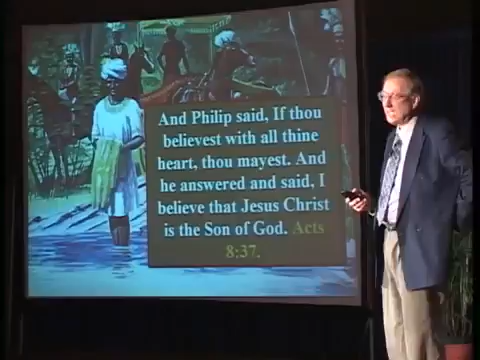 And Philip said, If thou
believest with all thine
heart, thou mayest. And
he answered and said, I
believe that Jesus Christ
is the Son of God. Acts
8:37.